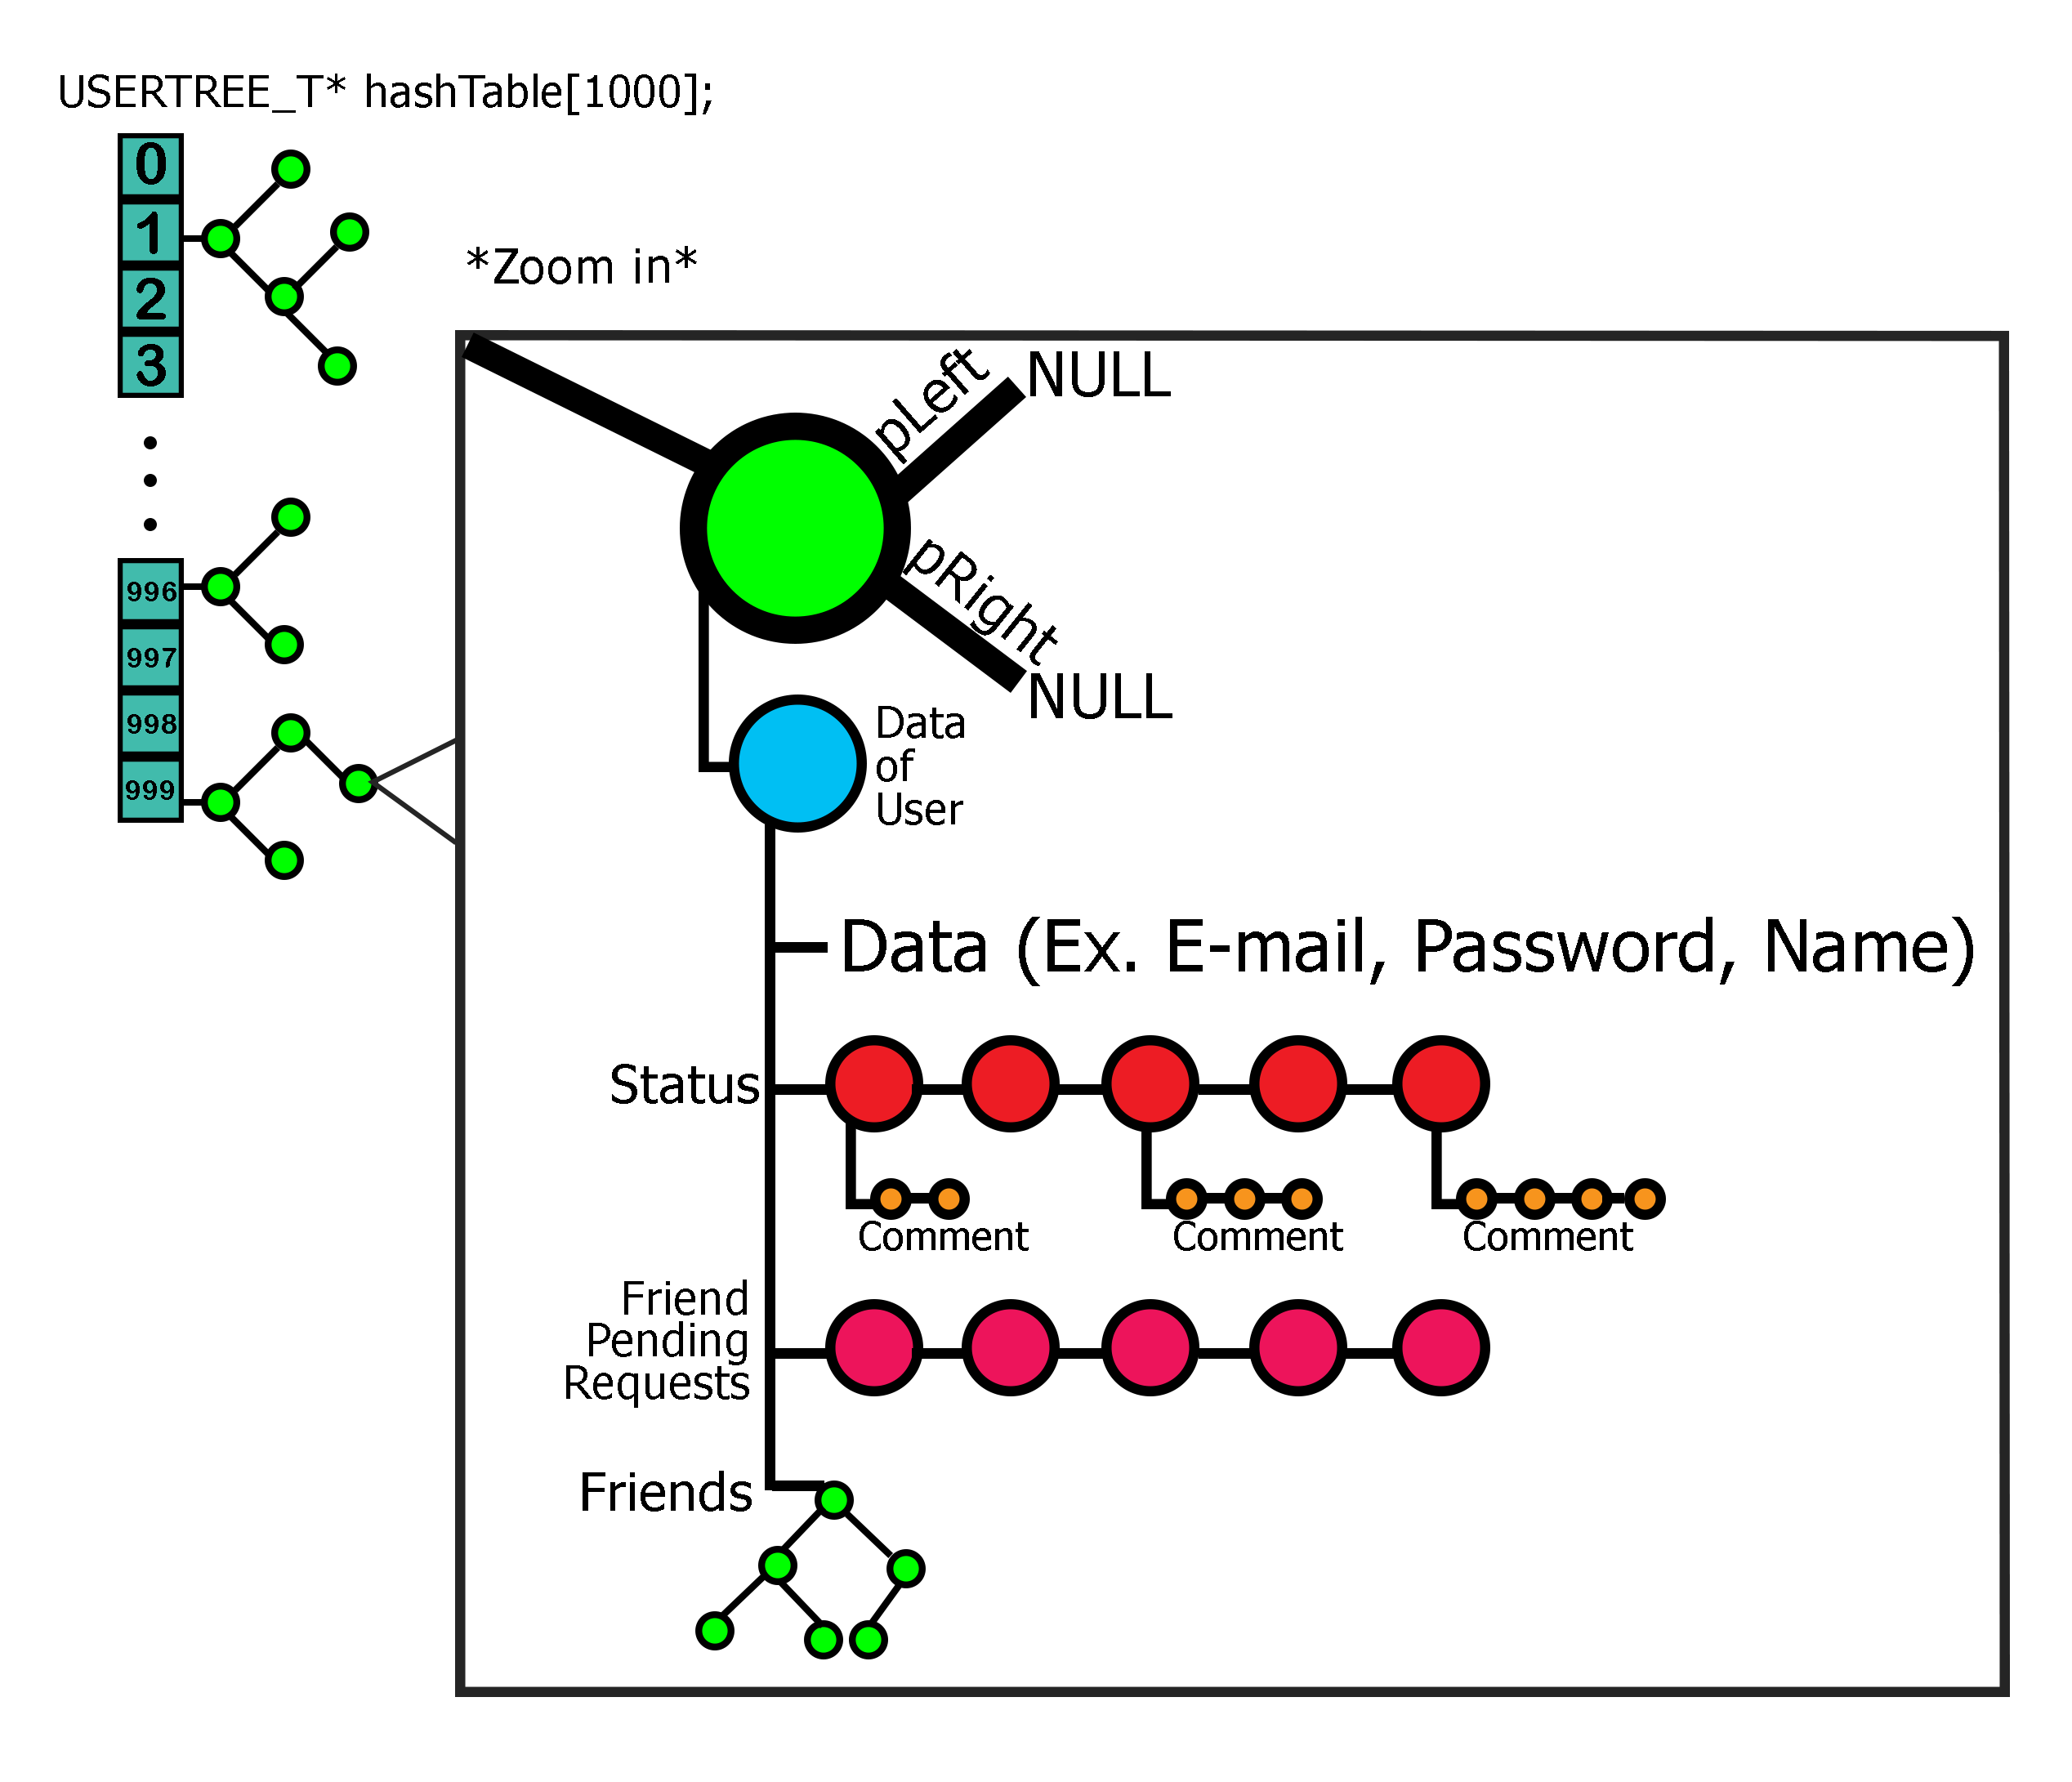 USERTREE_T* hashTable[1000];
0
1
2
3
996
997
998
999
*Zoom in*
pLeft
NULL
pRight
NULL
Data
of
User
Data (Ex. E-mail, Password, Name)
Status
Comment
Comment
Comment
Friend
Pending
Requests
Friends